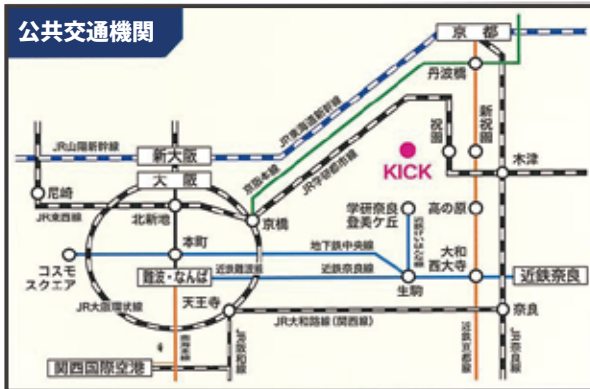 公共交通機関
京都
丹波橋
JR東海道新幹線
新祝園
祝園
JR山陽新幹線
新大阪
京阪本線
JR学研都市線
KICK
木津
大阪
尼崎
JR東西線
北新地
京橋
学研奈良
登美ケ丘
高の原
本町
地下鉄中央線
コスモ
スクエア
近鉄難波線
近鉄奈良線
大和
西大寺
難波・なんば
生駒
近鉄奈良
JR大阪環状線
天王寺
奈良
JR大和路線(関西線)
JR阪和線
近鉄京都線
JR奈良線
関西国際空港